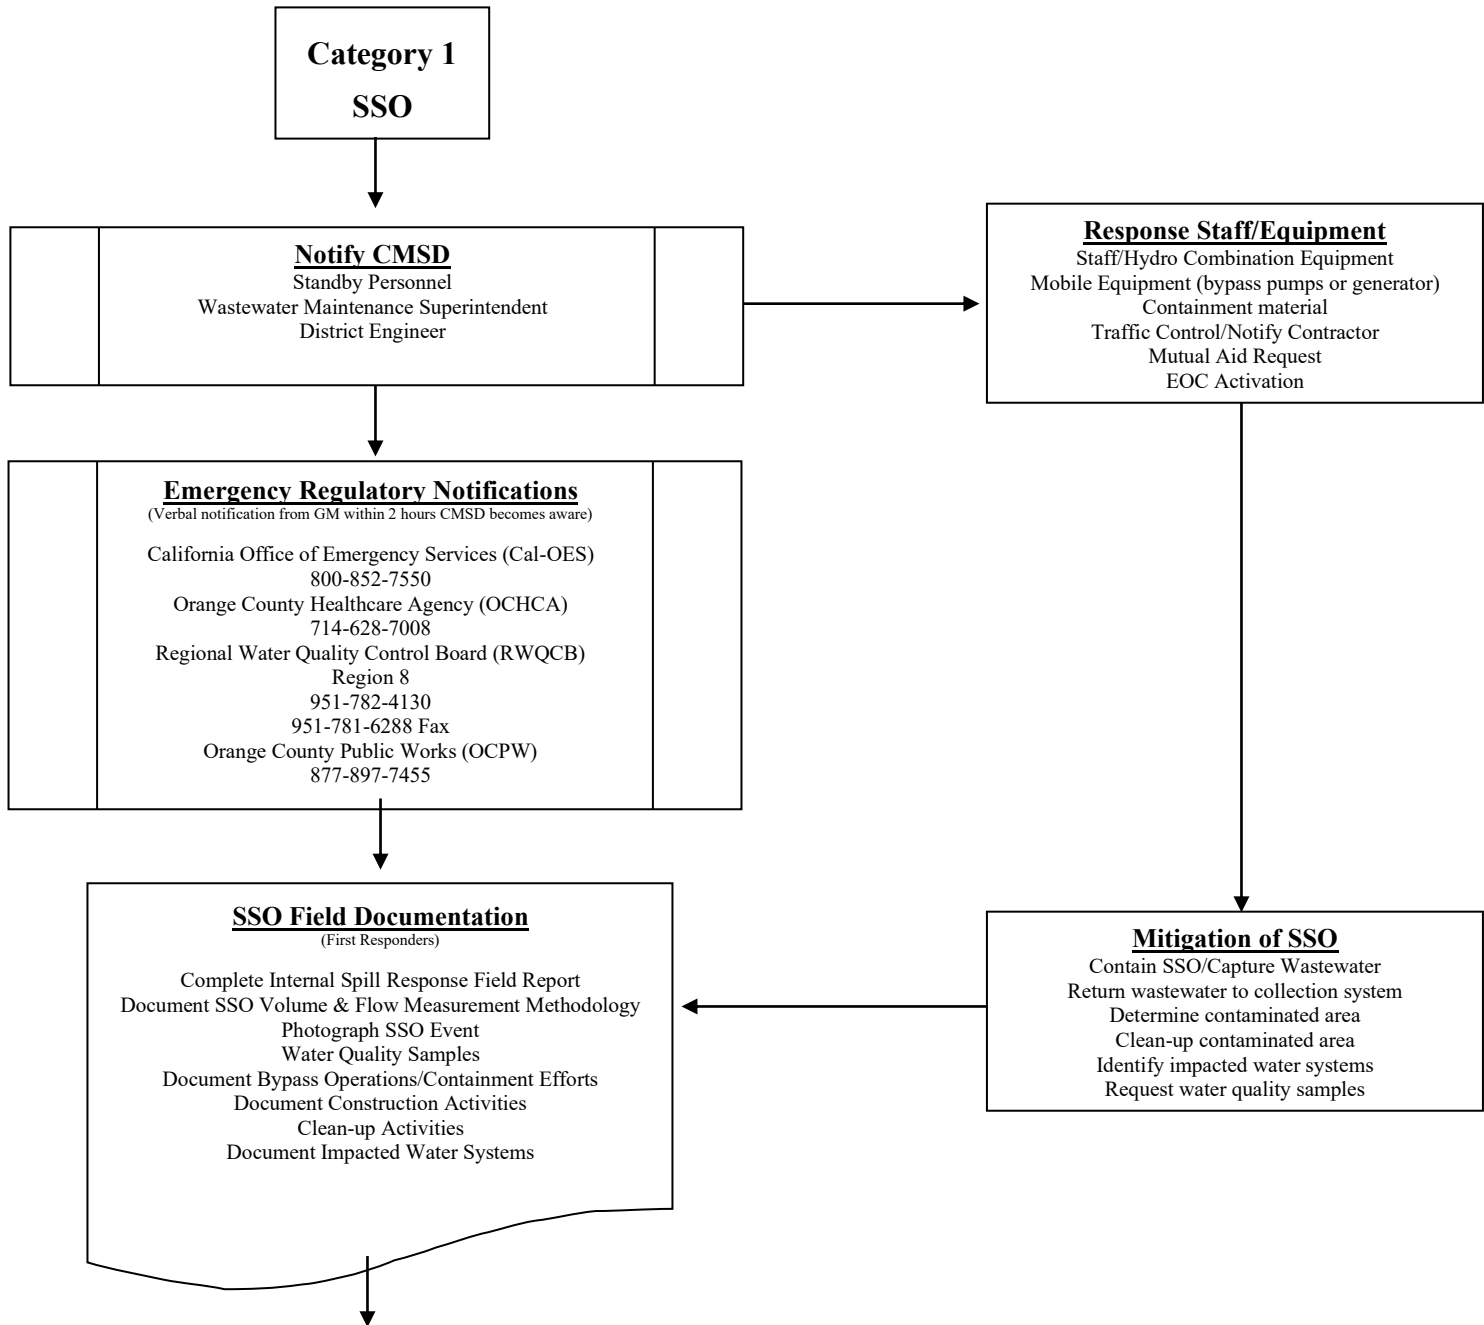 Category 1
SSO
Notify CMSD
Standby Personnel
Wastewater Maintenance Superintendent
District Engineer
Response Staff/Equipment
Staff/Hydro Combination Equipment
Mobile Equipment (bypass pumps or generator)
Containment material
Traffic Control/Notify Contractor
Mutual Aid Request
EOC Activation
Emergency Regulatory Notifications
(Verbal notification from GM within 2 hours CMSD becomes aware)
California Office of Emergency Services (Cal-OES)
800-852-7550
Orange County Healthcare Agency (OCHCA)
714-628-7008
Regional Water Quality Control Board (RWQCB)
Region 8
951-782-4130
951-781-6288 Fax
Orange County Public Works (OCPW)
877-897-7455
SSO Field Documentation
(First Responders)
Complete Internal Spill Response Field Report
Document SSO Volume & Flow Measurement Methodology
Photograph SSO Event
Water Quality Samples
Document Bypass Operations/Containment Efforts
Document Construction Activities
Clean-up Activities
Document Impacted Water Systems
Mitigation of SSO
Contain SSO/Capture Wastewater
Return wastewater to collection system
Determine contaminated area
Clean-up contaminated area
Identify impacted water systems
Request water quality samples